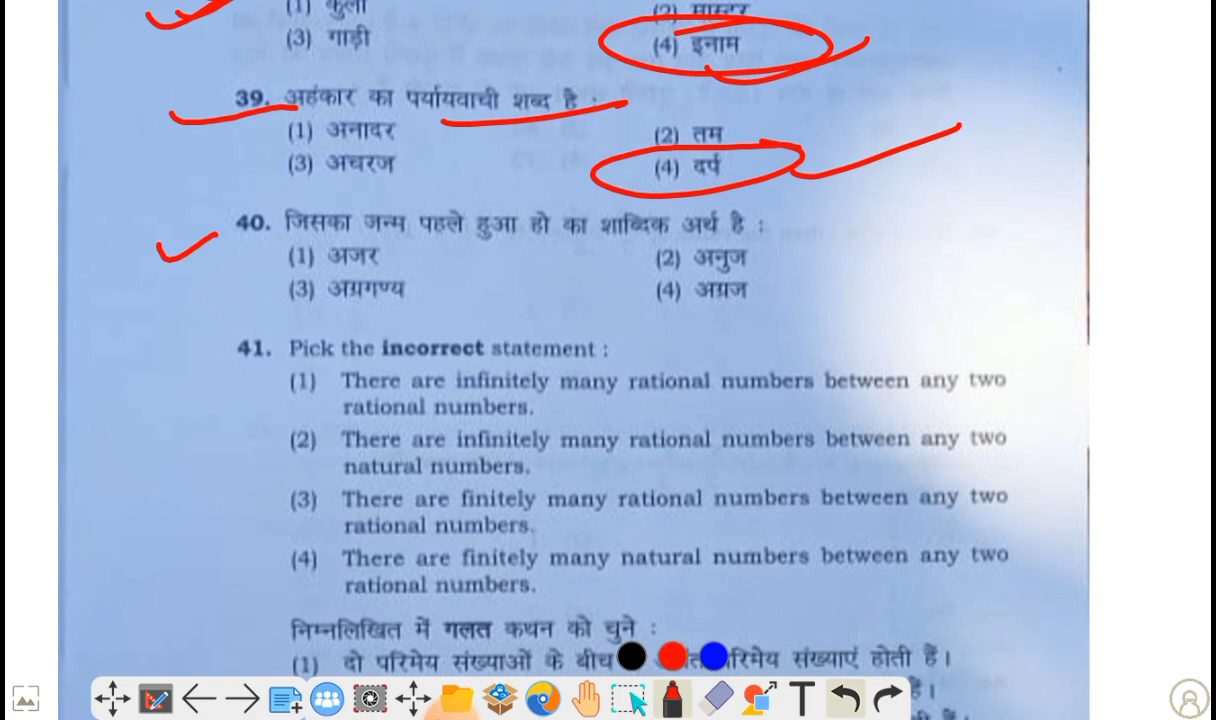 (1) कुली (2) मास्टर
(3) गाड़ी (4) इनाम
39. अहंकार का पर्यायवाची शब्द है :
(1) अनादर (2) तम
(3) अचरज (4) दर्प
40. जिसका जन्म पहले हुआ हो का शाब्दिक अर्थ है :
(1) अजर (2) अनुज
(3) अग्रगण्य (4) अग्रज
41. Pick the incorrect statement :
(1) There are infinitely many rational numbers between any two
rational numbers.
(2) There are infinitely many rational numbers between any two
natural numbers.
(3) There are finitely many rational numbers between any two
rational numbers.
(4) There are finitely many natural numbers between any two
rational numbers.
निम्नलिखित में गलत कथन को चुने :
(1) दो परिमेय संख्याओं के बीच संख्याएं होती हैं।